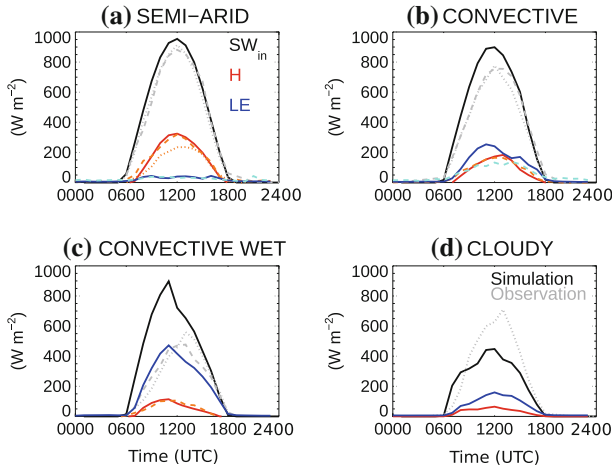 (a) SEMI−ARID
(b) CONVECTIVE
1000
800
600
400
200
0
(W m−2)
SWin
H
LE
0000 0600 1200 1800 2400
1000
800
600
400
200
0
(W m−2)
0000 0600 1200 1800 2400
(c) CONVECTIVE WET
(d) CLOUDY
1000
800
600
400
200
0
(W m−2)
0000 0600 1200 1800 2400
Time (UTC)
1000
800
600
400
200
0
(W m−2)
Simulation
Observation
0000 0600 1200 1800 2400
Time (UTC)